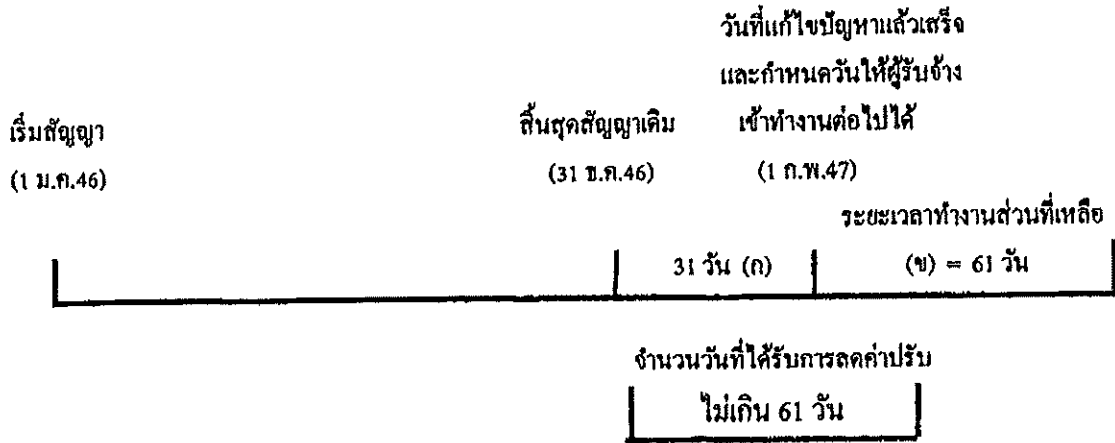 วันที่แก้ไขปัญหาแล้วเสร็จ
และกำหนดวันให้ผู้รับจ้าง
เริ่มสัญญา สิ้นสุดสัญญาเดิม เข้าทำงานต่อไปได้
(1 ม.ค.46) (31 ธ.ค.46) (1 ก.พ.47)
ระยะเวลาทำงานส่วนที่เหลือ
31 วัน (ก) (ข) = 61 วัน
จำนวนวันที่ได้รับการลดค่าปรับ
ไม่เกิน 61 วัน